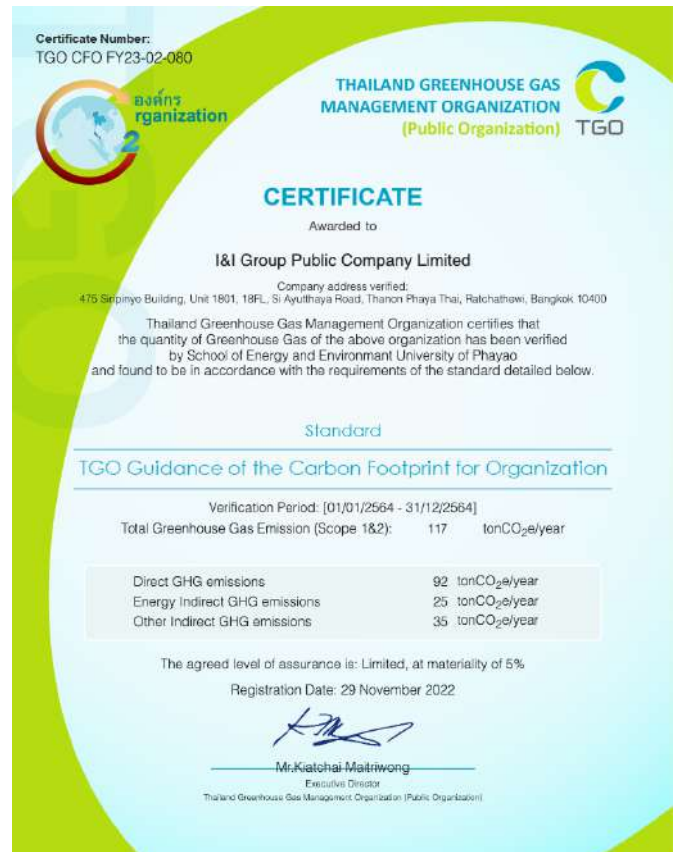 Certificate Number:
TGO CFO FY23-02-080
องค์กร
rganization
2
THAILAND GREENHOUSE GAS
MANAGEMENT ORGANIZATION
(Public Organization)
TGO
CERTIFICATE
Awarded to
I&I Group Public Company Limited
Company address verified:
475 Siripinyo Building, Unit 1801, 18FL, Si Ayutthaya Road, Thanon Phaya Thai, Ratchathewi, Bangkok 10400
Thailand Greenhouse Gas Management Organization certifies that
the quantity of Greenhouse Gas of the above organization has been verified
by School of Energy and Environmant University of Phayao
and found to be in accordance with the requirements of the standard detailed below.
Standard
TGO Guidance of the Carbon Footprint for Organization
Verification Period: [01/01/2564 - 31/12/2564]
Total Greenhouse Gas Emission (Scope 1&2): 117 tonCO₂e/year
Direct GHG emissions 92 tonCO₂e/year
Energy Indirect GHG emissions 25 tonCO₂e/year
Other Indirect GHG emissions 35 tonCO₂e/year
The agreed level of assurance is: Limited, at materiality of 5%
Registration Date: 29 November 2022
Mr.Kiatchai Maitriwong
Executive Director
Thailand Greenhouse Gas Management Organization (Public Organization)